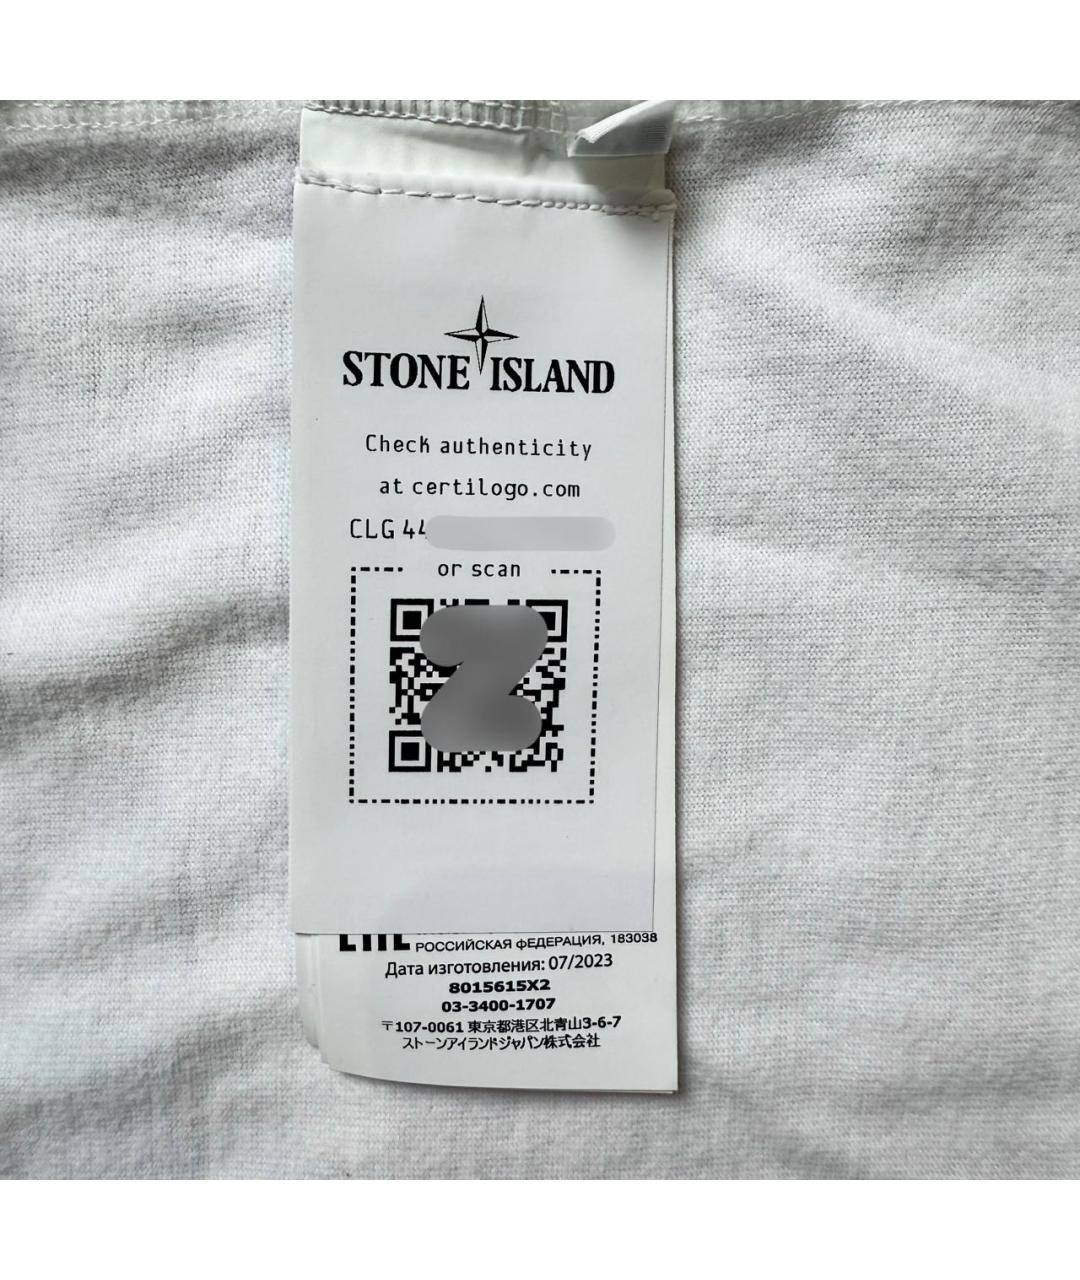 STONE ISLAND
Check authenticity
at certilogo.com
CLG 44
or scan
РОССИЙСКАЯ ФЕДЕРАЦИЯ, 183038
Дата изготовления: 07/2023
8015615X2
03-3400-1707
〒107-0061 東京都港区北青山3-6-7
ストーンアイランドジャパン株式会社